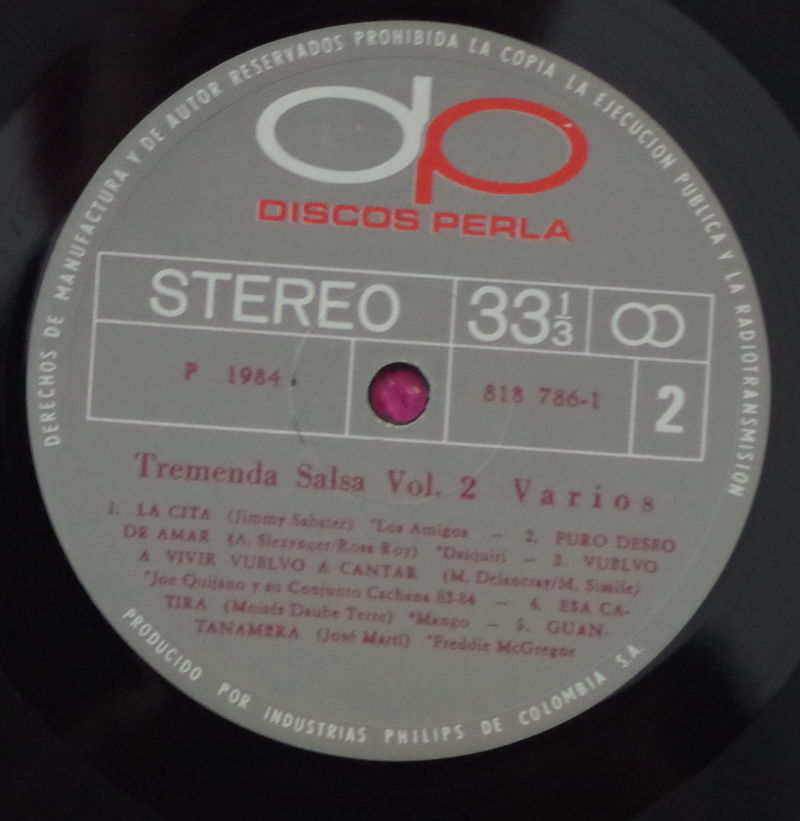 DERECHOS DE MANUFACTURA Y DE AUTOR RESERVADOS PROHIBIDA LA COPIA LA EJECUCION PUBLICA Y LA RADIOTRANSMISION
dp
DISCOS PERLA
STEREO 33 1/3
P 1984 818 786-1 2
Tremenda Salsa Vol. 2 Varios
1. LA CITA (Jimmy Sabater) *Los Amigos — 2. PURO DESEO
DE AMAR (A. Slezynger/Rosa Roy) *Daiquiri — 3. VUELVO
A VIVIR VUELVO A CANTAR (M. Delancray/M. Simile)
*Joe Quijano y su Conjunto Cachana 83-84 — 4. ESA CA-
TIRA (Moisés Daube Terre) *Mango — 5. GUAN-
TANAMERA (José Martí) *Freddie McGregor
PRODUCIDO POR INDUSTRIAS PHILIPS DE COLOMBIA S.A.